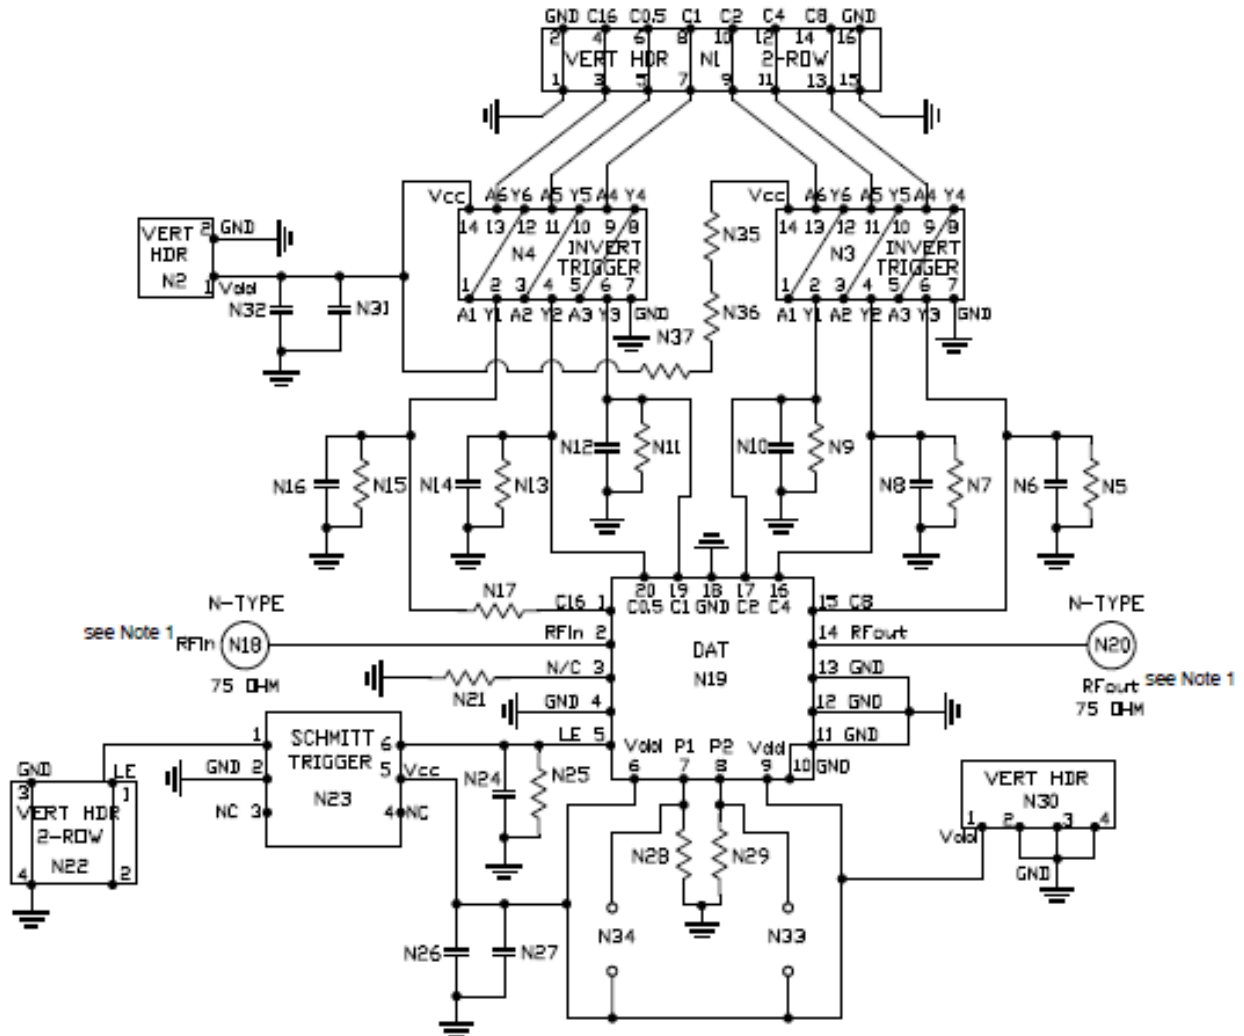 GND C16 C0.5 C1 C2 C4 C8 GND
2 4 6 8 10 12 14 16
VERT HDR N1 2-ROW
1 3 5 7 9 11 13 15
Vcc A6 Y6 A5 Y5 A4 Y4
14 13 12 11 10 9 8
N4 INVERT TRIGGER
1 2 3 4 5 6 7
A1 Y1 A2 Y2 A3 Y3 GND
N35
N36
N37
Vcc A6 Y6 A5 Y5 A4 Y4
14 13 12 11 10 9 8
N3 INVERT TRIGGER
1 2 3 4 5 6 7
A1 Y1 A2 Y2 A3 Y3 GND
VERT HDR N2
2 GND
1 Vdd
N32 N31
N16 N15 N14 N13 N12 N11 N10 N9 N8 N7 N6 N5
20 19 18 17 16
C0.5 C1 GND C2 C4
N17 C16 1
15 C8
N-TYPE
see Note 1 RFin N18
75 OHM
RFin 2
14 RFout
N-TYPE
N20
RFout see Note 1
75 OHM
DAT
N19
N/C 3
N21
13 GND
GND 4
12 GND
LE 5
11 GND
Vdd P1 P2 Vdd
6 7 8 9 10 GND
1
SCHMITT TRIGGER
N23
6
GND 2
5 Vcc
NC 3
4 NC
N24 N25
GND LE
3 1
VERT HDR
2-ROW
N22
4 2
N28 N29
VERT HDR
N30
1 2 3 4
Vdd
GND
N34 N33
N26 N27